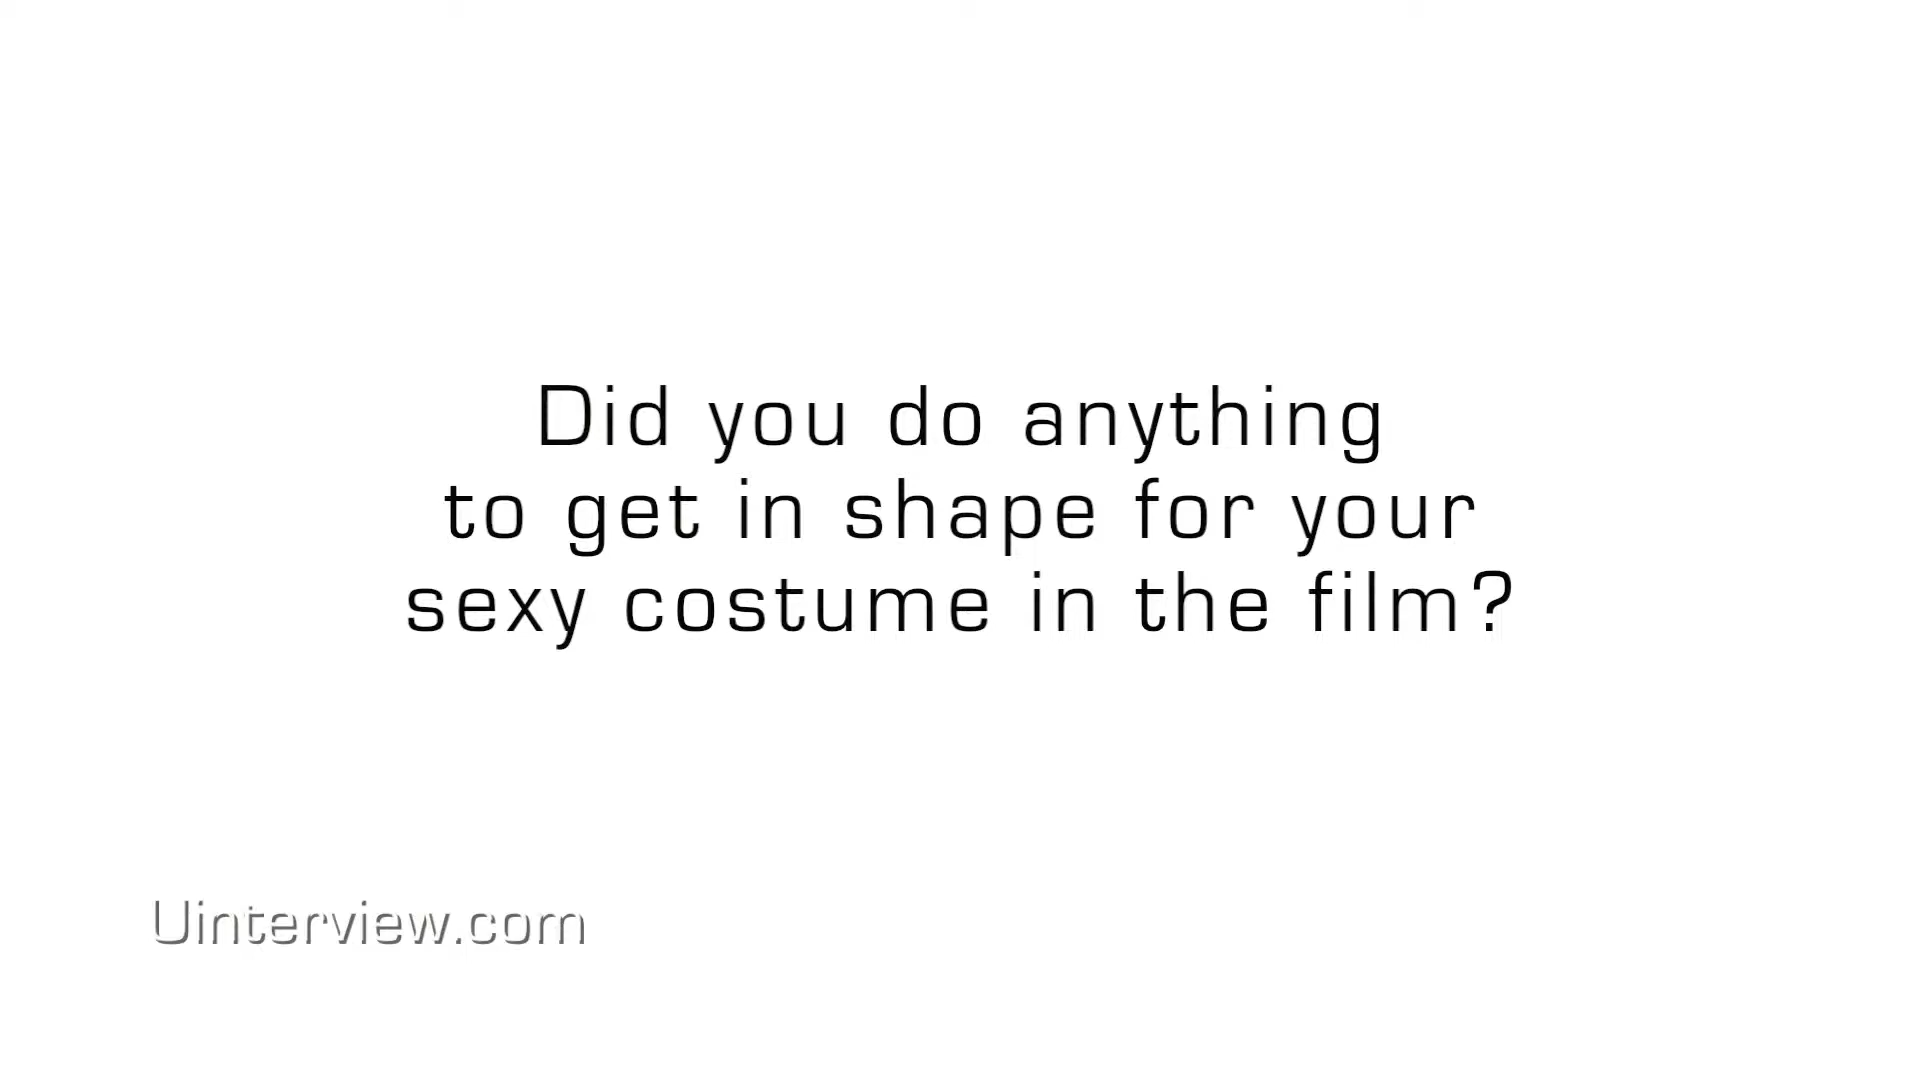 Did you do anything
to get in shape for your
sexy costume in the film?
Uinterview.com